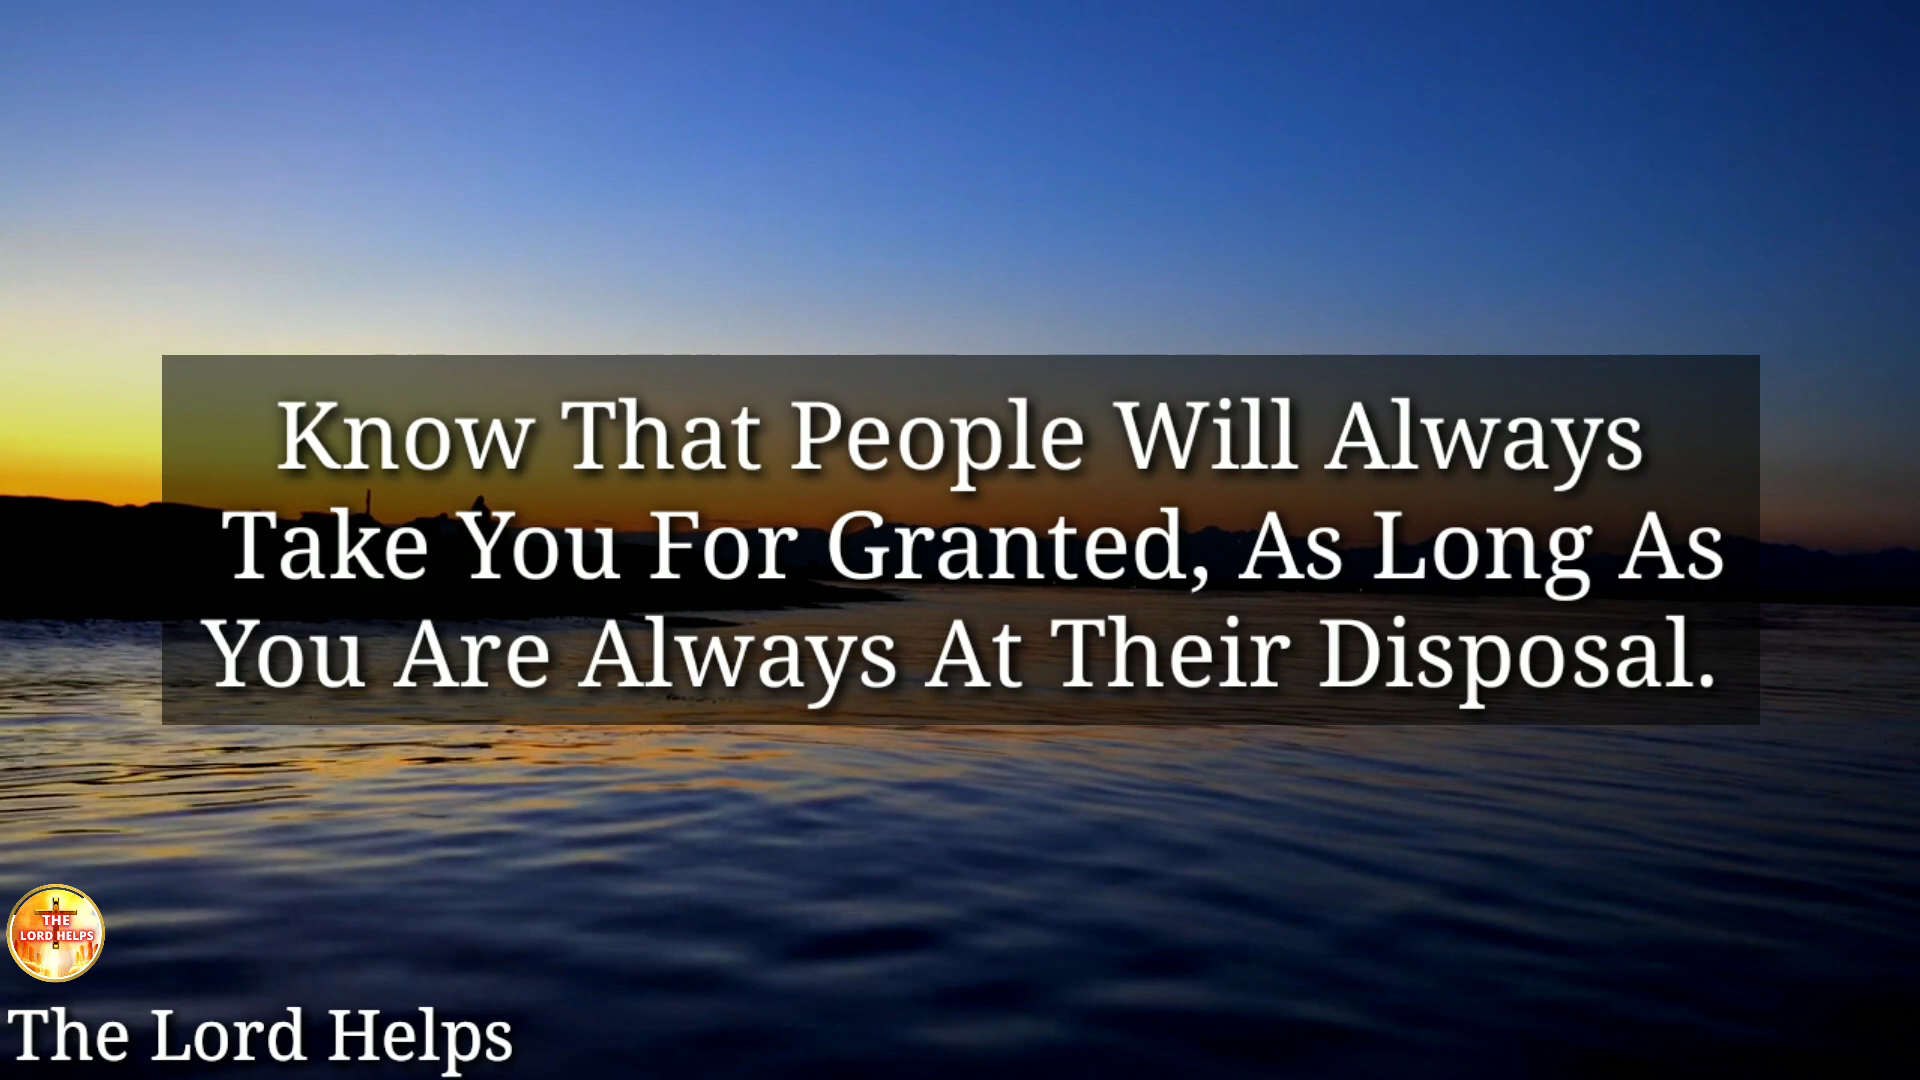 Know That People Will Always
Take You For Granted, As Long As
You Are Always At Their Disposal.
THE
LORD HELPS
The Lord Helps